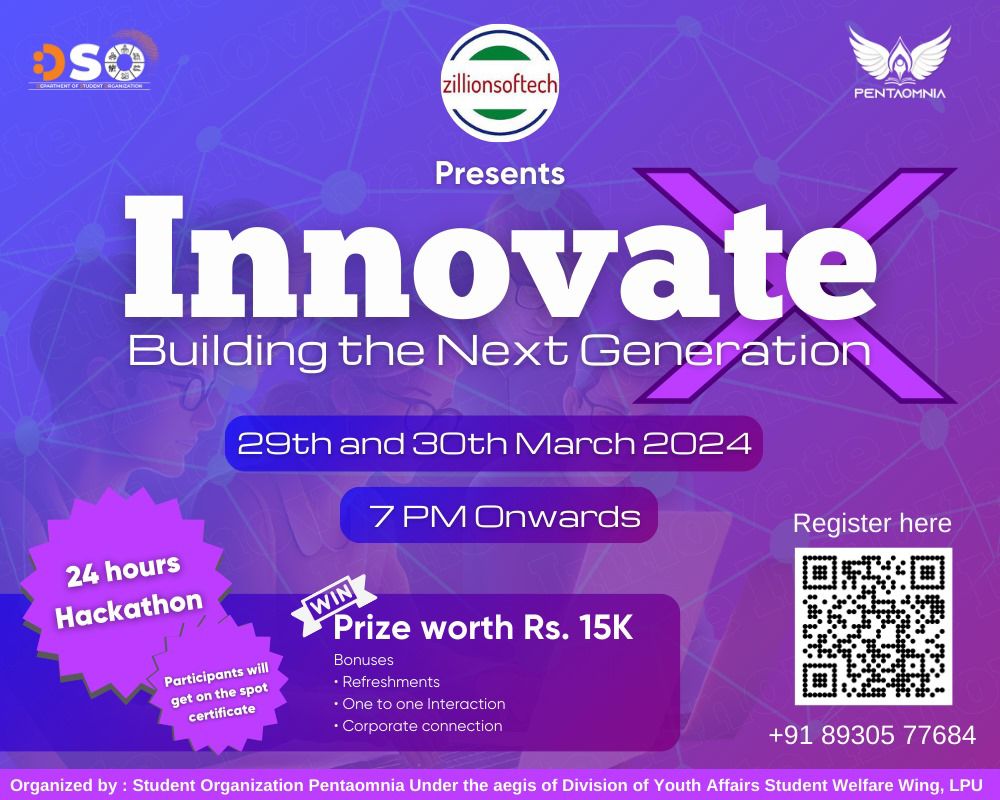 DSO
DEPARTMENT OF STUDENT ORGANIZATION
zillionsoftech
PENTAOMNIA
Presents
X
Innovate
Building the Next Generation
29th and 30th March 2024
7 PM Onwards
24 hours
Hackathon
Participants will
get on the spot
certificate
WIN
Prize worth Rs. 15K
Bonuses
• Refreshments
• One to one Interaction
• Corporate connection
Register here
+91 89305 77684
Organized by : Student Organization Pentaomnia Under the aegis of Division of Youth Affairs Student Welfare Wing, LPU